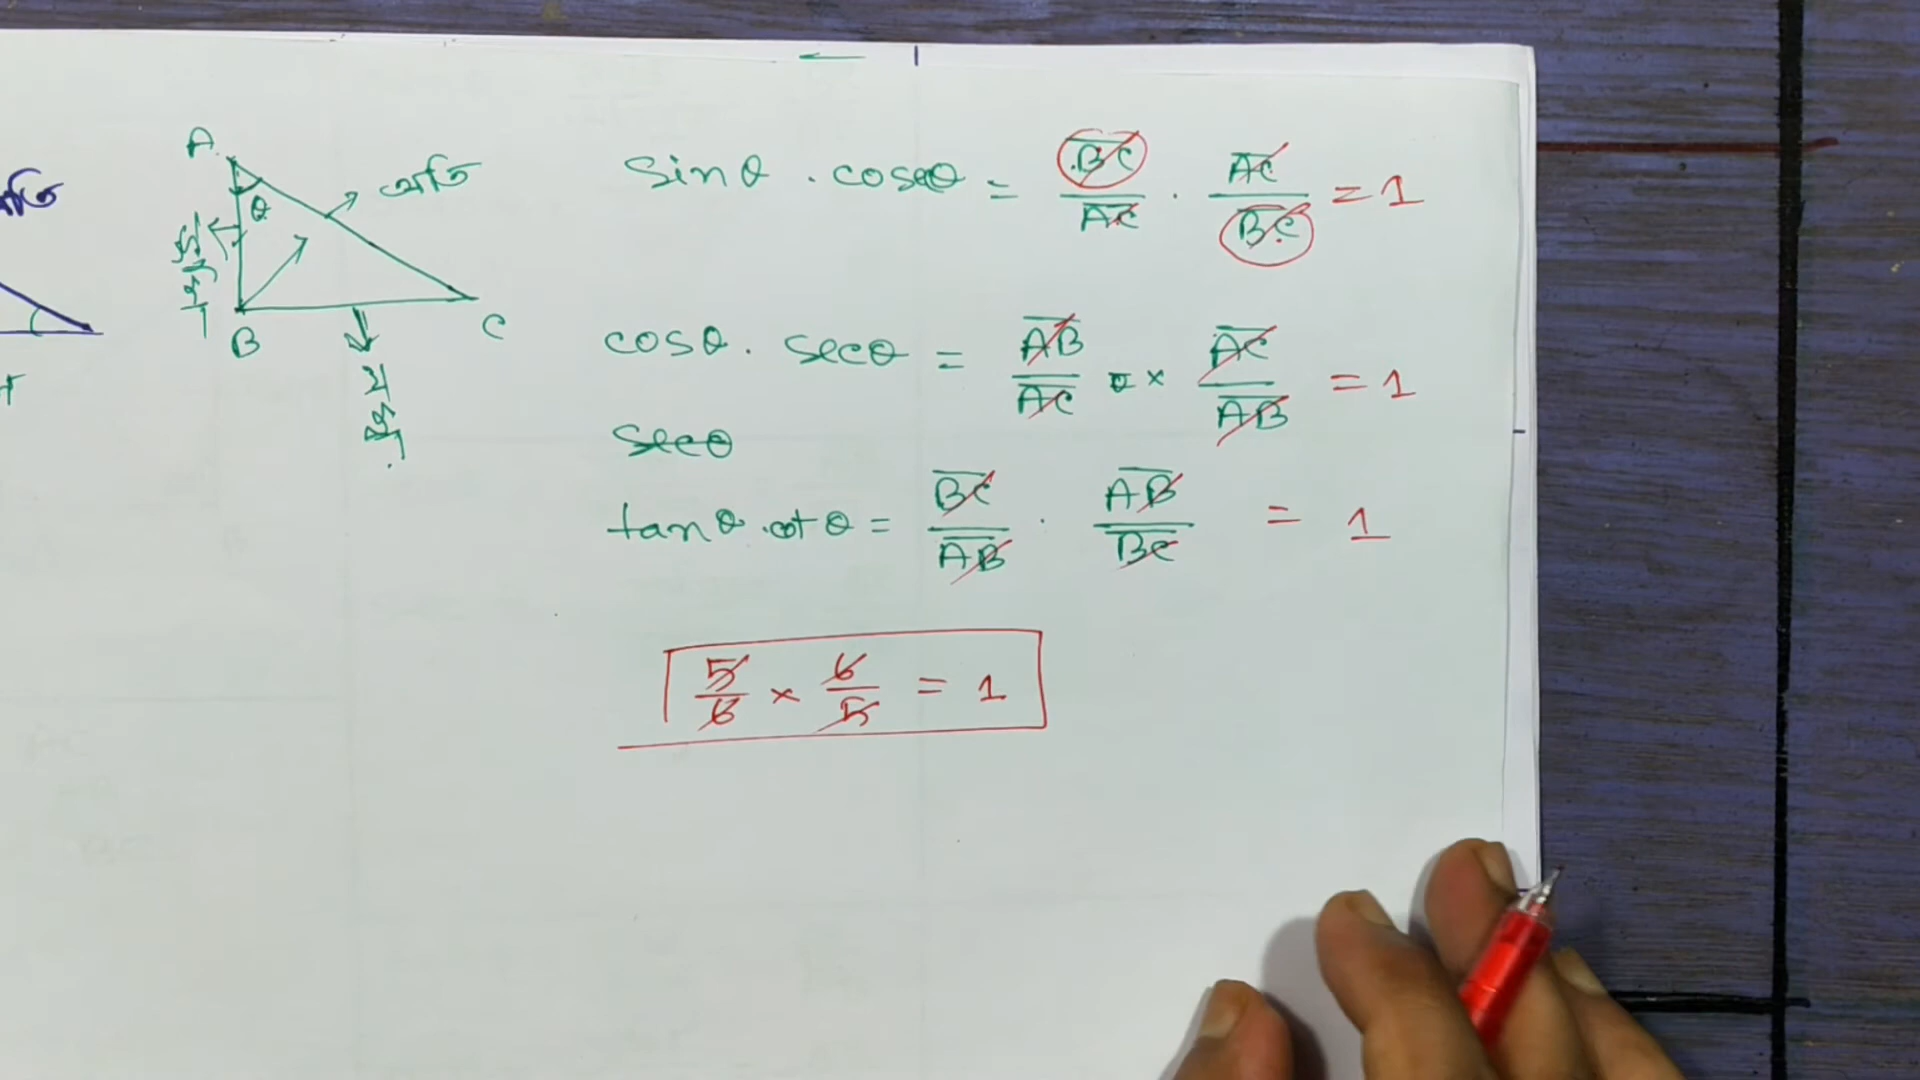 A
θ
B
C
sinθ . cosecθ = BC/AC . AC/BC = 1
cosθ . secθ = AB/AC × AC/AB = 1
secθ
tanθ . cotθ = BC/AB . AB/BC = 1
5/6 × 6/5 = 1